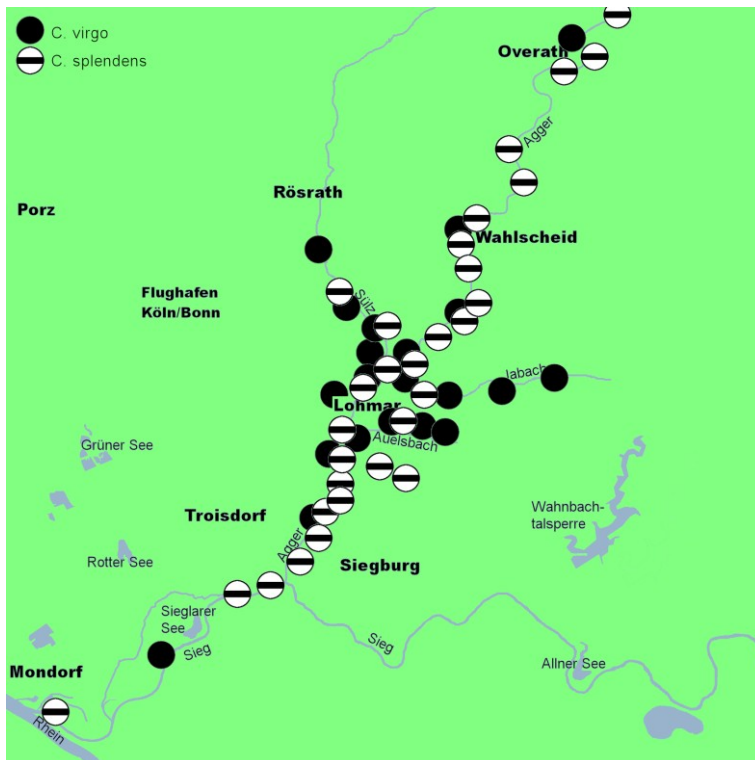 C. virgo
C. splendens
Overath
Agger
Rösrath
Porz
Wahlscheid
Flughafen
Köln/Bonn
Sülz
Jabach
Lohmar
Auelsbach
Grüner See
Troisdorf
Wahnbach-
talsperre
Agger
Rotter See
Siegburg
Sieglarer
See
Sieg
Sieg
Allner See
Mondorf
Rhein